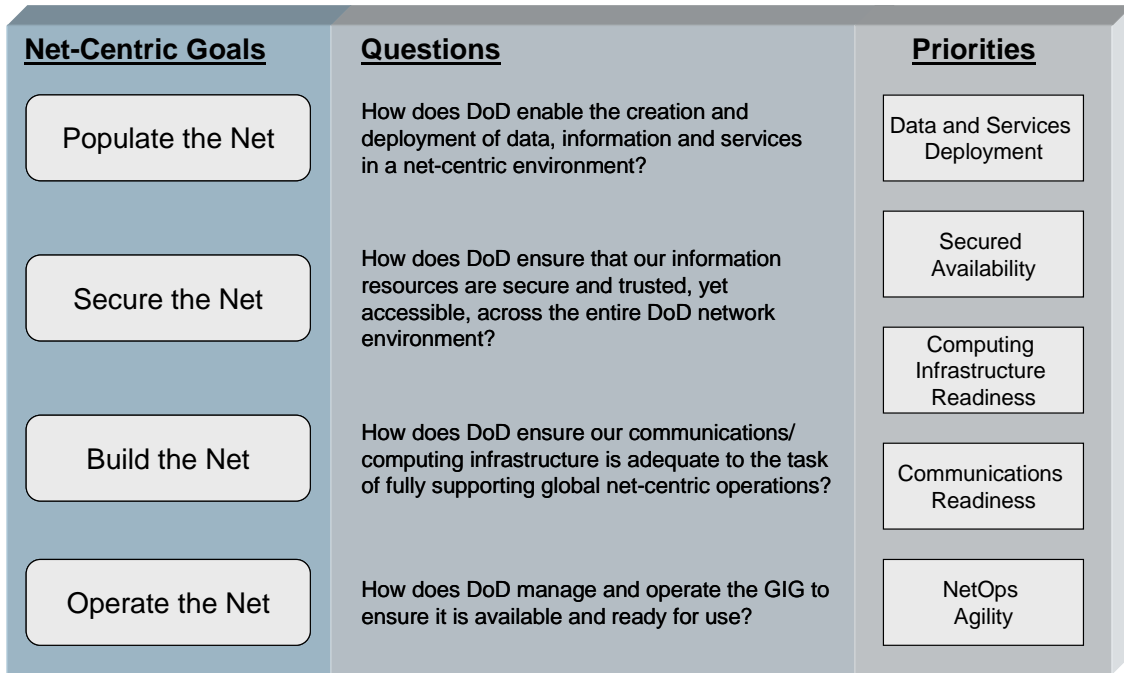 Net-Centric Goals
Questions
Priorities
Populate the Net
How does DoD enable the creation and
deployment of data, information and services
in a net-centric environment?
Data and Services
Deployment
Secure the Net
How does DoD ensure that our information
resources are secure and trusted, yet
accessible, across the entire DoD network
environment?
Secured
Availability
Computing
Infrastructure
Readiness
Build the Net
How does DoD ensure our communications/
computing infrastructure is adequate to the task
of fully supporting global net-centric operations?
Communications
Readiness
Operate the Net
How does DoD manage and operate the GIG to
ensure it is available and ready for use?
NetOps
Agility